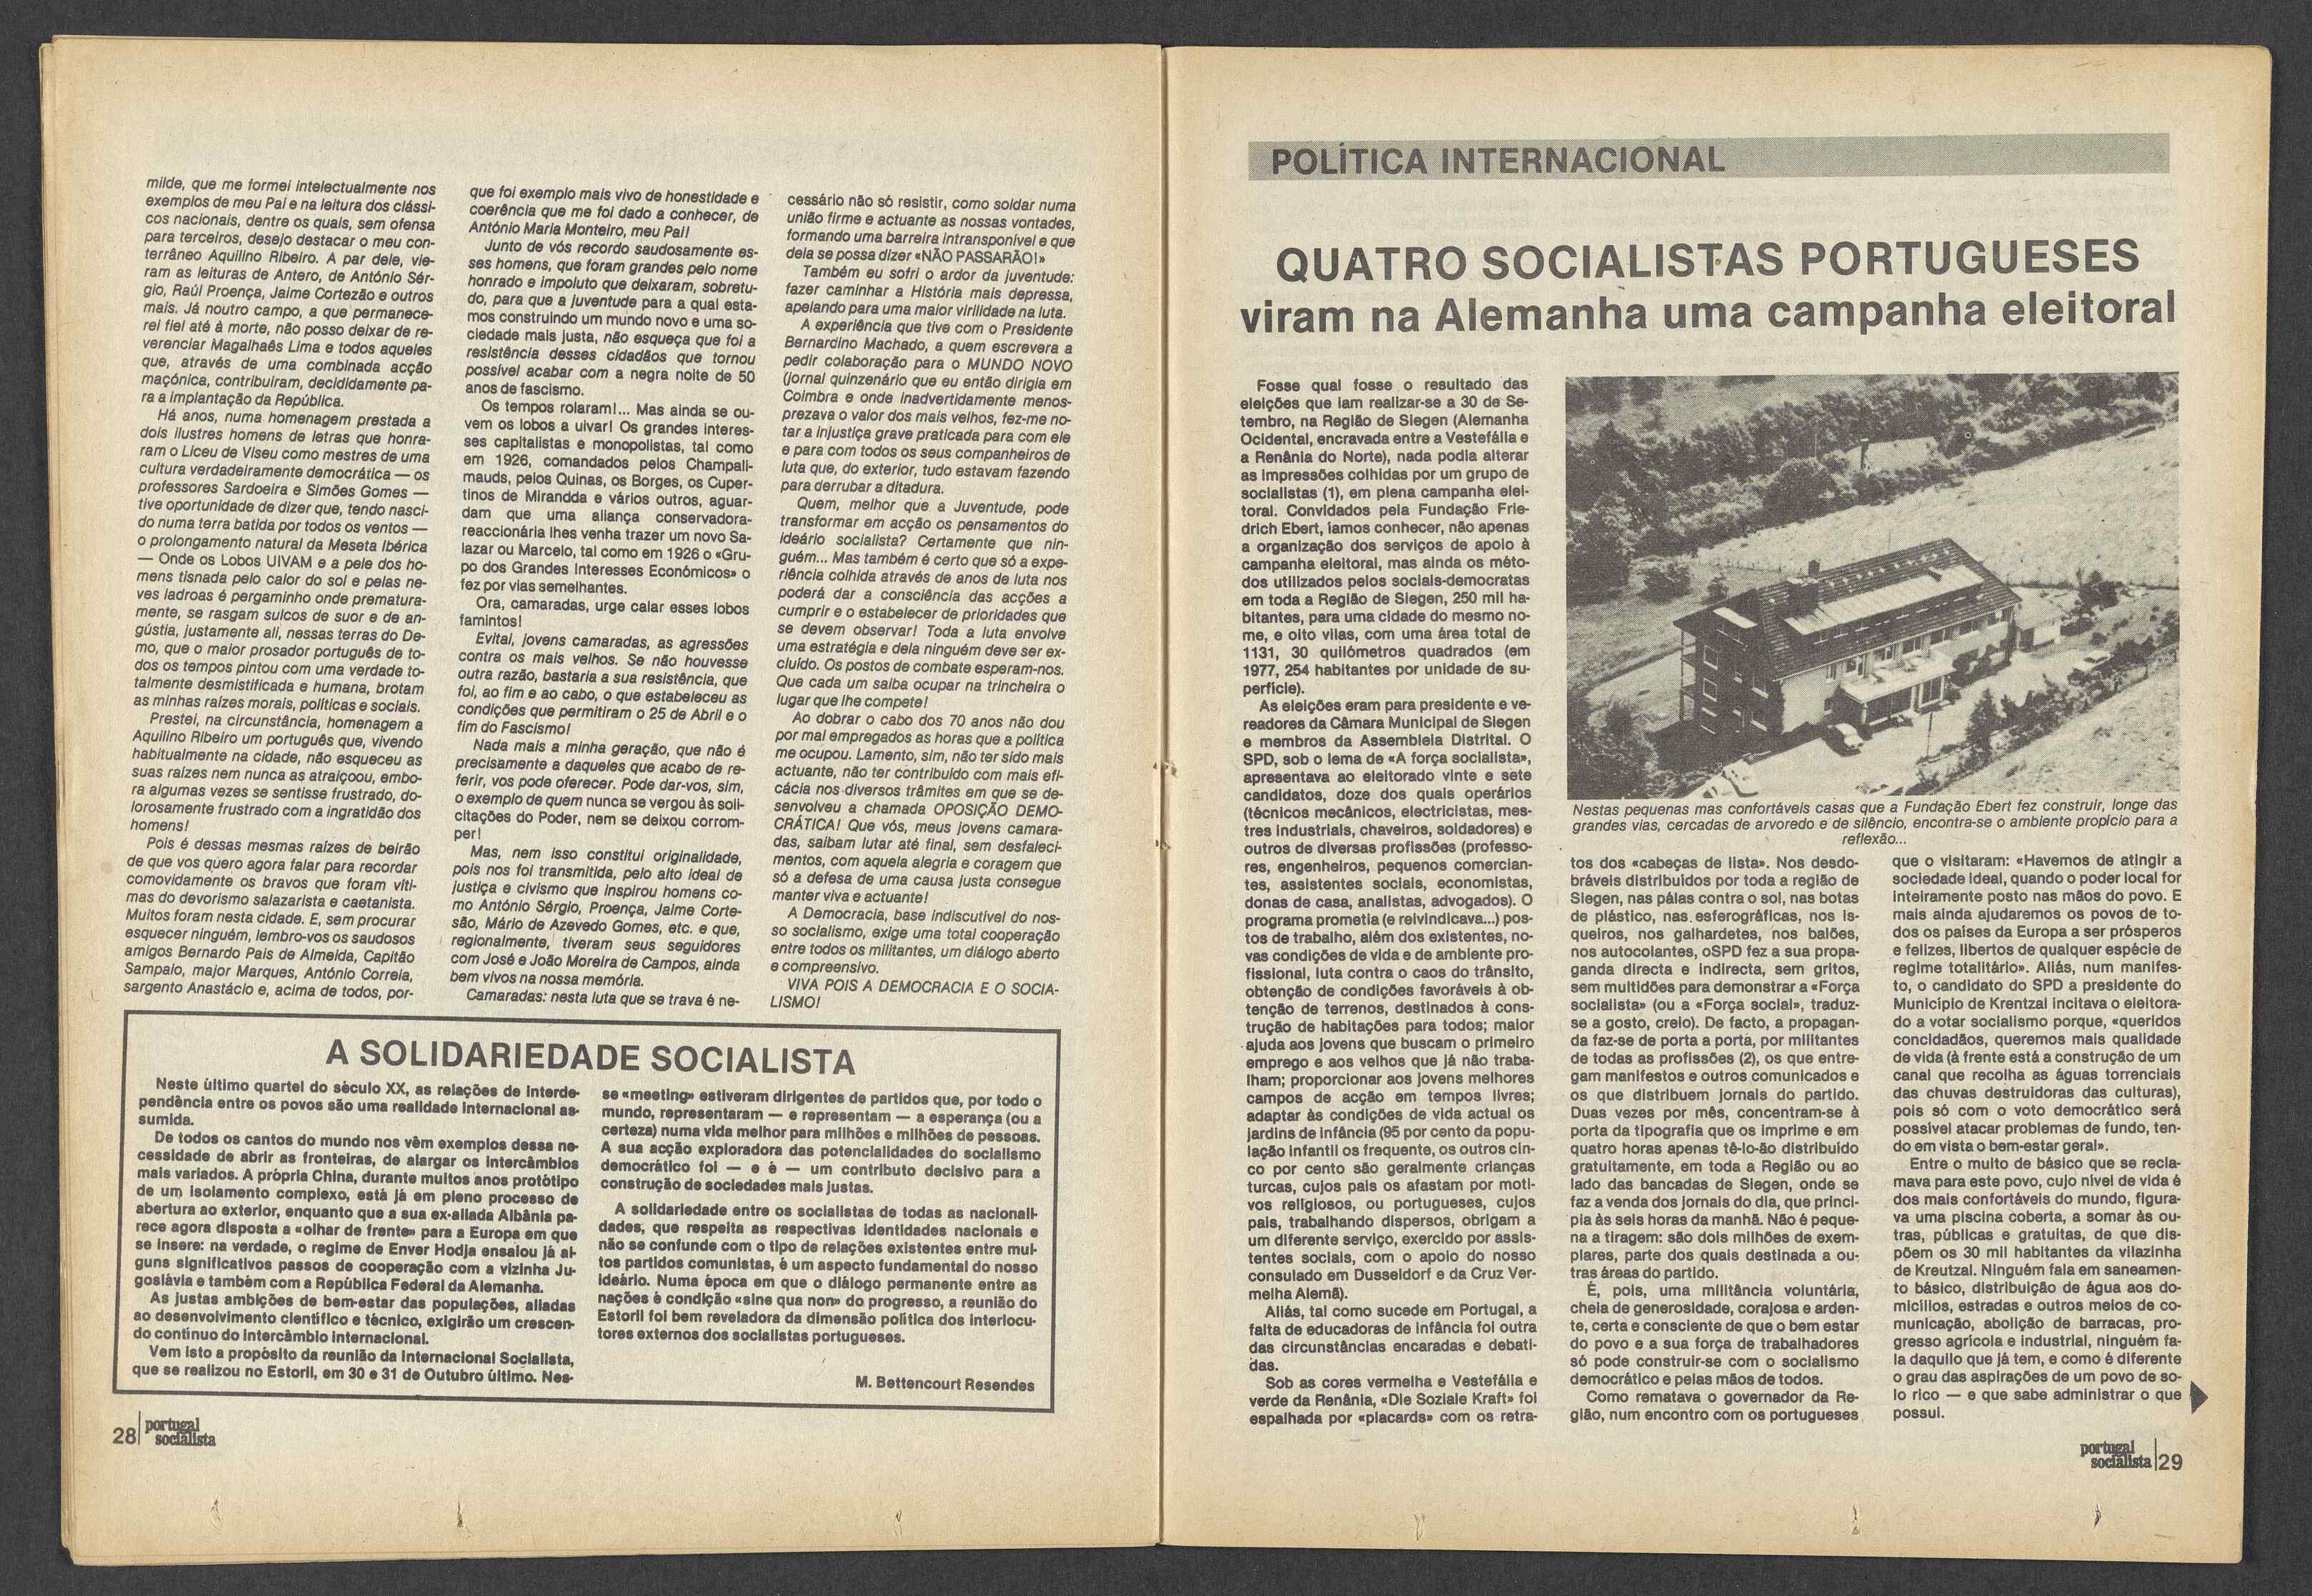 milde, que me formei intelectualmente nos
exemplos de meu Pai e na leitura dos clássi-
cos nacionais, dentre os quais, sem ofensa
para terceiros, desejo destacar o meu con-
terrâneo Aquilino Ribeiro. A par dele, vie-
ram as leituras de Antero, de António Sér-
gio, Raúl Proença, Jaime Cortezão e outros
mais. Já noutro campo, a que permanece-
rei fiel até à morte, não posso deixar de re-
verenciar Magalhaês Lima e todos aqueles
que, através de uma combinada acção
maçónica, contribuiram, decididamente pa-
ra a implantação da República.
Há anos, numa homenagem prestada a
dois ilustres homens de letras que honra-
ram o Liceu de Viseu como mestres de uma
cultura verdadeiramente democrática — os
professores Sardoeira e Simões Gomes —
tive oportunidade de dizer que, tendo nasci-
do numa terra batida por todos os ventos —
o prolongamento natural da Meseta Ibérica
— Onde os Lobos UIVAM e a pele dos ho-
mens tisnada pelo calor do sol e pelas ne-
ves ladroas é pergaminho onde prematura-
mente, se rasgam sulcos de suor e de an-
gústia, justamente ali, nessas terras do De-
mo, que o maior prosador português de to-
dos os tempos pintou com uma verdade to-
talmente desmistificada e humana, brotam
as minhas raízes morais, políticas e sociais.
Prestei, na circunstância, homenagem a
Aquilino Ribeiro um português que, vivendo
habitualmente na cidade, não esqueceu as
suas raízes nem nunca as atraiçoou, embo-
ra algumas vezes se sentisse frustrado, do-
lorosamente frustrado com a ingratidão dos
homens!
Pois é dessas mesmas raízes de beirão
de que vos quero agora falar para recordar
comovidamente os bravos que foram víti-
mas do devorismo salazarista e caetanista.
Muitos foram nesta cidade. E, sem procurar
esquecer ninguém, lembro-vos os saudosos
amigos Bernardo Pais de Almeida, Capitão
Sampaio, major Marques, António Correia,
sargento Anastácio e, acima de todos, por-
que foi exemplo mais vivo de honestidade e
coerência que me foi dado a conhecer, de
António Maria Monteiro, meu Pai!
Junto de vós recordo saudosamente es-
ses homens, que foram grandes pelo nome
honrado e impoluto que deixaram, sobretu-
do, para que a juventude para a qual esta-
mos construindo um mundo novo e uma so-
ciedade mais justa, não esqueça que foi a
resistência desses cidadãos que tornou
possível acabar com a negra noite de 50
anos de fascismo.
Os tempos rolaram!... Mas ainda se ou-
vem os lobos a uivar! Os grandes interes-
ses capitalistas e monopolistas, tal como
em 1926, comandados pelos Champali-
mauds, pelos Quinas, os Borges, os Cuper-
tinos de Mirandda e vários outros, aguar-
dam que uma aliança conservadora-
reaccionária lhes venha trazer um novo Sa-
lazar ou Marcelo, tal como em 1926 o «Gru-
po dos Grandes Interesses Económicos» o
fez por vias semelhantes.
Ora, camaradas, urge calar esses lobos
famintos!
Evitai, jovens camaradas, as agressões
contra os mais velhos. Se não houvesse
outra razão, bastaria a sua resistência, que
foi, ao fim e ao cabo, o que estabeleceu as
condições que permitiram o 25 de Abril e o
fim do Fascismo!
Nada mais a minha geração, que não é
precisamente a daqueles que acabo de re-
ferir, vos pode oferecer. Pode dar-vos, sim,
o exemplo de quem nunca se vergou às soli-
citações do Poder, nem se deixou corrom-
per!
Mas, nem isso constitui originalidade,
pois nos foi transmitida, pelo alto ideal de
justiça e civismo que inspirou homens co-
mo António Sérgio, Proença, Jaime Corte-
são, Mário de Azevedo Gomes, etc. e que,
regionalmente, tiveram seus seguidores
com José e João Moreira de Campos, ainda
bem vivos na nossa memória.
Camaradas: nesta luta que se trava é ne-
cessário não só resistir, como soldar numa
união firme e actuante as nossas vontades,
formando uma barreira intransponível e que
dela se possa dizer «NÃO PASSARÃO!»
Também eu sofri o ardor da juventude:
fazer caminhar a História mais depressa,
apelando para uma maior virilidade na luta.
A experiência que tive com o Presidente
Bernardino Machado, a quem escrevera a
pedir colaboração para o MUNDO NOVO
(jornal quinzenário que eu então dirigia em
Coimbra e onde inadvertidamente menos-
prezava o valor dos mais velhos, fez-me no-
tar a injustiça grave praticada para com ele
e para com todos os seus companheiros de
luta que, do exterior, tudo estavam fazendo
para derrubar a ditadura.
Quem, melhor que a Juventude, pode
transformar em acção os pensamentos do
ideário socialista? Certamente que nin-
guém... Mas também é certo que só a expe-
riência colhida através de anos de luta nos
poderá dar a consciência das acções a
cumprir e o estabelecer de prioridades que
se devem observar! Toda a luta envolve
uma estratégia e dela ninguém deve ser ex-
cluído. Os postos de combate esperam-nos.
Que cada um saiba ocupar na trincheira o
lugar que lhe compete!
Ao dobrar o cabo dos 70 anos não dou
por mal empregados as horas que a política
me ocupou. Lamento, sim, não ter sido mais
actuante, não ter contribuído com mais efi-
cácia nos diversos trâmites em que se de-
senvolveu a chamada OPOSIÇÃO DEMO-
CRÁTICA! Que vós, meus jovens camara-
das, saibam lutar até final, sem desfaleci-
mentos, com aquela alegria e coragem que
só a defesa de uma causa justa consegue
manter viva e actuante!
A Democracia, base indiscutível do nos-
so socialismo, exige uma total cooperação
entre todos os militantes, um diálogo aberto
e compreensivo.
VIVA POIS A DEMOCRACIA E O SOCIA-
LISMO!
A SOLIDARIEDADE SOCIALISTA
Neste último quartel do século XX, as relações de interde-
pendência entre os povos são uma realidade internacional as-
sumida.
De todos os cantos do mundo nos vêm exemplos dessa ne-
cessidade de abrir as fronteiras, de alargar os intercâmbios
mais variados. A própria China, durante muitos anos protótipo
de um isolamento complexo, está já em pleno processo de
abertura ao exterior, enquanto que a sua ex-aliada Albânia pa-
rece agora disposta a «olhar de frente» para a Europa em que
se insere: na verdade, o regime de Enver Hodja ensaiou já al-
guns significativos passos de cooperação com a vizinha Ju-
goslávia e também com a República Federal da Alemanha.
As justas ambições de bem-estar das populações, aliadas
ao desenvolvimento científico e técnico, exigirão um crescen-
do contínuo do intercâmbio internacional.
Vem isto a propósito da reunião da Internacional Socialista,
que se realizou no Estoril, em 30 e 31 de Outubro último. Nes-
se «meeting» estiveram dirigentes de partidos que, por todo o
mundo, representaram — e representam — a esperança (ou a
certeza) numa vida melhor para milhões e milhões de pessoas.
A sua acção exploradora das potencialidades do socialismo
democrático foi — e é — um contributo decisivo para a
construção de sociedades mais justas.
A solidariedade entre os socialistas de todas as nacionali-
dades, que respeita as respectivas identidades nacionais e
não se confunde com o tipo de relações existentes entre mui-
tos partidos comunistas, é um aspecto fundamental do nosso
ideário. Numa época em que o diálogo permanente entre as
nações é condição «sine qua non» do progresso, a reunião do
Estoril foi bem reveladora da dimensão política dos interlocu-
tores externos dos socialistas portugueses.
M. Bettencourt Resendes
28 portugal
socialista
POLÍTICA INTERNACIONAL
QUATRO SOCIALISTAS PORTUGUESES
viram na Alemanha uma campanha eleitoral
Fosse qual fosse o resultado das
eleições que iam realizar-se a 30 de Se-
tembro, na Região de Siegen (Alemanha
Ocidental, encravada entre a Vestefália e
a Renânia do Norte), nada podia alterar
as impressões colhidas por um grupo de
socialistas (1), em plena campanha elei-
toral. Convidados pela Fundação Frie-
drich Ebert, íamos conhecer, não apenas
a organização dos serviços de apoio à
campanha eleitoral, mas ainda os méto-
dos utilizados pelos sociais-democratas
em toda a Região de Siegen, 250 mil ha-
bitantes, para uma cidade do mesmo no-
me, e oito vilas, com uma área total de
1131, 30 quilómetros quadrados (em
1977, 254 habitantes por unidade de su-
perfície).
As eleições eram para presidente e ve-
readores da Câmara Municipal de Siegen
e membros da Assembleia Distrital. O
SPD, sob o lema de «A força socialista»,
apresentava ao eleitorado vinte e sete
candidatos, doze dos quais operários
(técnicos mecânicos, electricistas, mes-
tres industriais, chaveiros, soldadores) e
outros de diversas profissões (professo-
res, engenheiros, pequenos comercian-
tes, assistentes sociais, economistas,
donas de casa, analistas, advogados). O
programa prometia (e reivindicava...) pos-
tos de trabalho, além dos existentes, no-
vas condições de vida e de ambiente pro-
fissional, luta contra o caos do trânsito,
obtenção de condições favoráveis à ob-
tenção de terrenos, destinados à cons-
trução de habitações para todos; maior
ajuda aos jovens que buscam o primeiro
emprego e aos velhos que já não traba-
lham; proporcionar aos jovens melhores
campos de acção em tempos livres;
adaptar às condições de vida actual os
jardins de infância (95 por cento da popu-
lação infantil os frequente, os outros cin-
co por cento são geralmente crianças
turcas, cujos pais os afastam por moti-
vos religiosos, ou portugueses, cujos
pais, trabalhando dispersos, obrigam a
um diferente serviço, exercido por assis-
tentes sociais, com o apoio do nosso
consulado em Dusseldorf e da Cruz Ver-
melha Alemã).
Aliás, tal como sucede em Portugal, a
falta de educadoras de infância foi outra
das circunstâncias encaradas e debati-
das.
Sob as cores vermelha e Vestefália e
verde da Renânia, «Die Soziale Kraft» foi
espalhada por «placards» com os retra-
Nestas pequenas mas confortáveis casas que a Fundação Ebert fez construir, longe das
grandes vias, cercadas de arvoredo e de silêncio, encontra-se o ambiente propício para a
reflexão...
tos dos «cabeças de lista». Nos desdo-
bráveis distribuídos por toda a região de
Siegen, nas pálas contra o sol, nas botas
de plástico, nas esferográficas, nos is-
queiros, nos galhardetes, nos balões,
nos autocolantes, oSPD fez a sua propa-
ganda directa e indirecta, sem gritos,
sem multidões para demonstrar a «Força
socialista» (ou a «Força social», traduz-
se a gosto, creio). De facto, a propagan-
da faz-se de porta a porta, por militantes
de todas as profissões (2), os que entre-
gam manifestos e outros comunicados e
os que distribuem jornais do partido.
Duas vezes por mês, concentram-se à
porta da tipografia que os imprime e em
quatro horas apenas tê-lo-ão distribuído
gratuitamente, em toda a Região ou ao
lado das bancadas de Siegen, onde se
faz a venda dos jornais do dia, que princi-
pia às seis horas da manhã. Não é peque-
na a tiragem: são dois milhões de exem-
plares, parte dos quais destinada a ou-
tras áreas do partido.
É, pois, uma militância voluntária,
cheia de generosidade, corajosa e arden-
te, certa e consciente de que o bem estar
do povo e a sua força de trabalhadores
só pode construir-se com o socialismo
democrático e pelas mãos de todos.
Como rematava o governador da Re-
gião, num encontro com os portugueses
que o visitaram: «Havemos de atingir a
sociedade ideal, quando o poder local for
inteiramente posto nas mãos do povo. E
mais ainda ajudaremos os povos de to-
dos os países da Europa a ser prósperos
e felizes, libertos de qualquer espécie de
regime totalitário». Aliás, num manifes-
to, o candidato do SPD a presidente do
Município de Krentzal incitava o eleitora-
do a votar socialismo porque, «queridos
concidadãos, queremos mais qualidade
de vida (à frente está a construção de um
canal que recolha as águas torrenciais
das chuvas destruidoras das culturas),
pois só com o voto democrático será
possível atacar problemas de fundo, ten-
do em vista o bem-estar geral».
Entre o muito de básico que se recla-
mava para este povo, cujo nível de vida é
dos mais confortáveis do mundo, figura-
va uma piscina coberta, a somar às ou-
tras, públicas e gratuitas, de que dis-
põem os 30 mil habitantes da vilazinha
de Kreutzal. Ninguém fala em saneamen-
to básico, distribuição de água aos do-
micílios, estradas e outros meios de co-
municação, abolição de barracas, pro-
gresso agrícola e industrial, ninguém fa-
la daquilo que já tem, e como é diferente
o grau das aspirações de um povo de so-
lo rico — e que sabe administrar o que
possui.
portugal
socialista 29